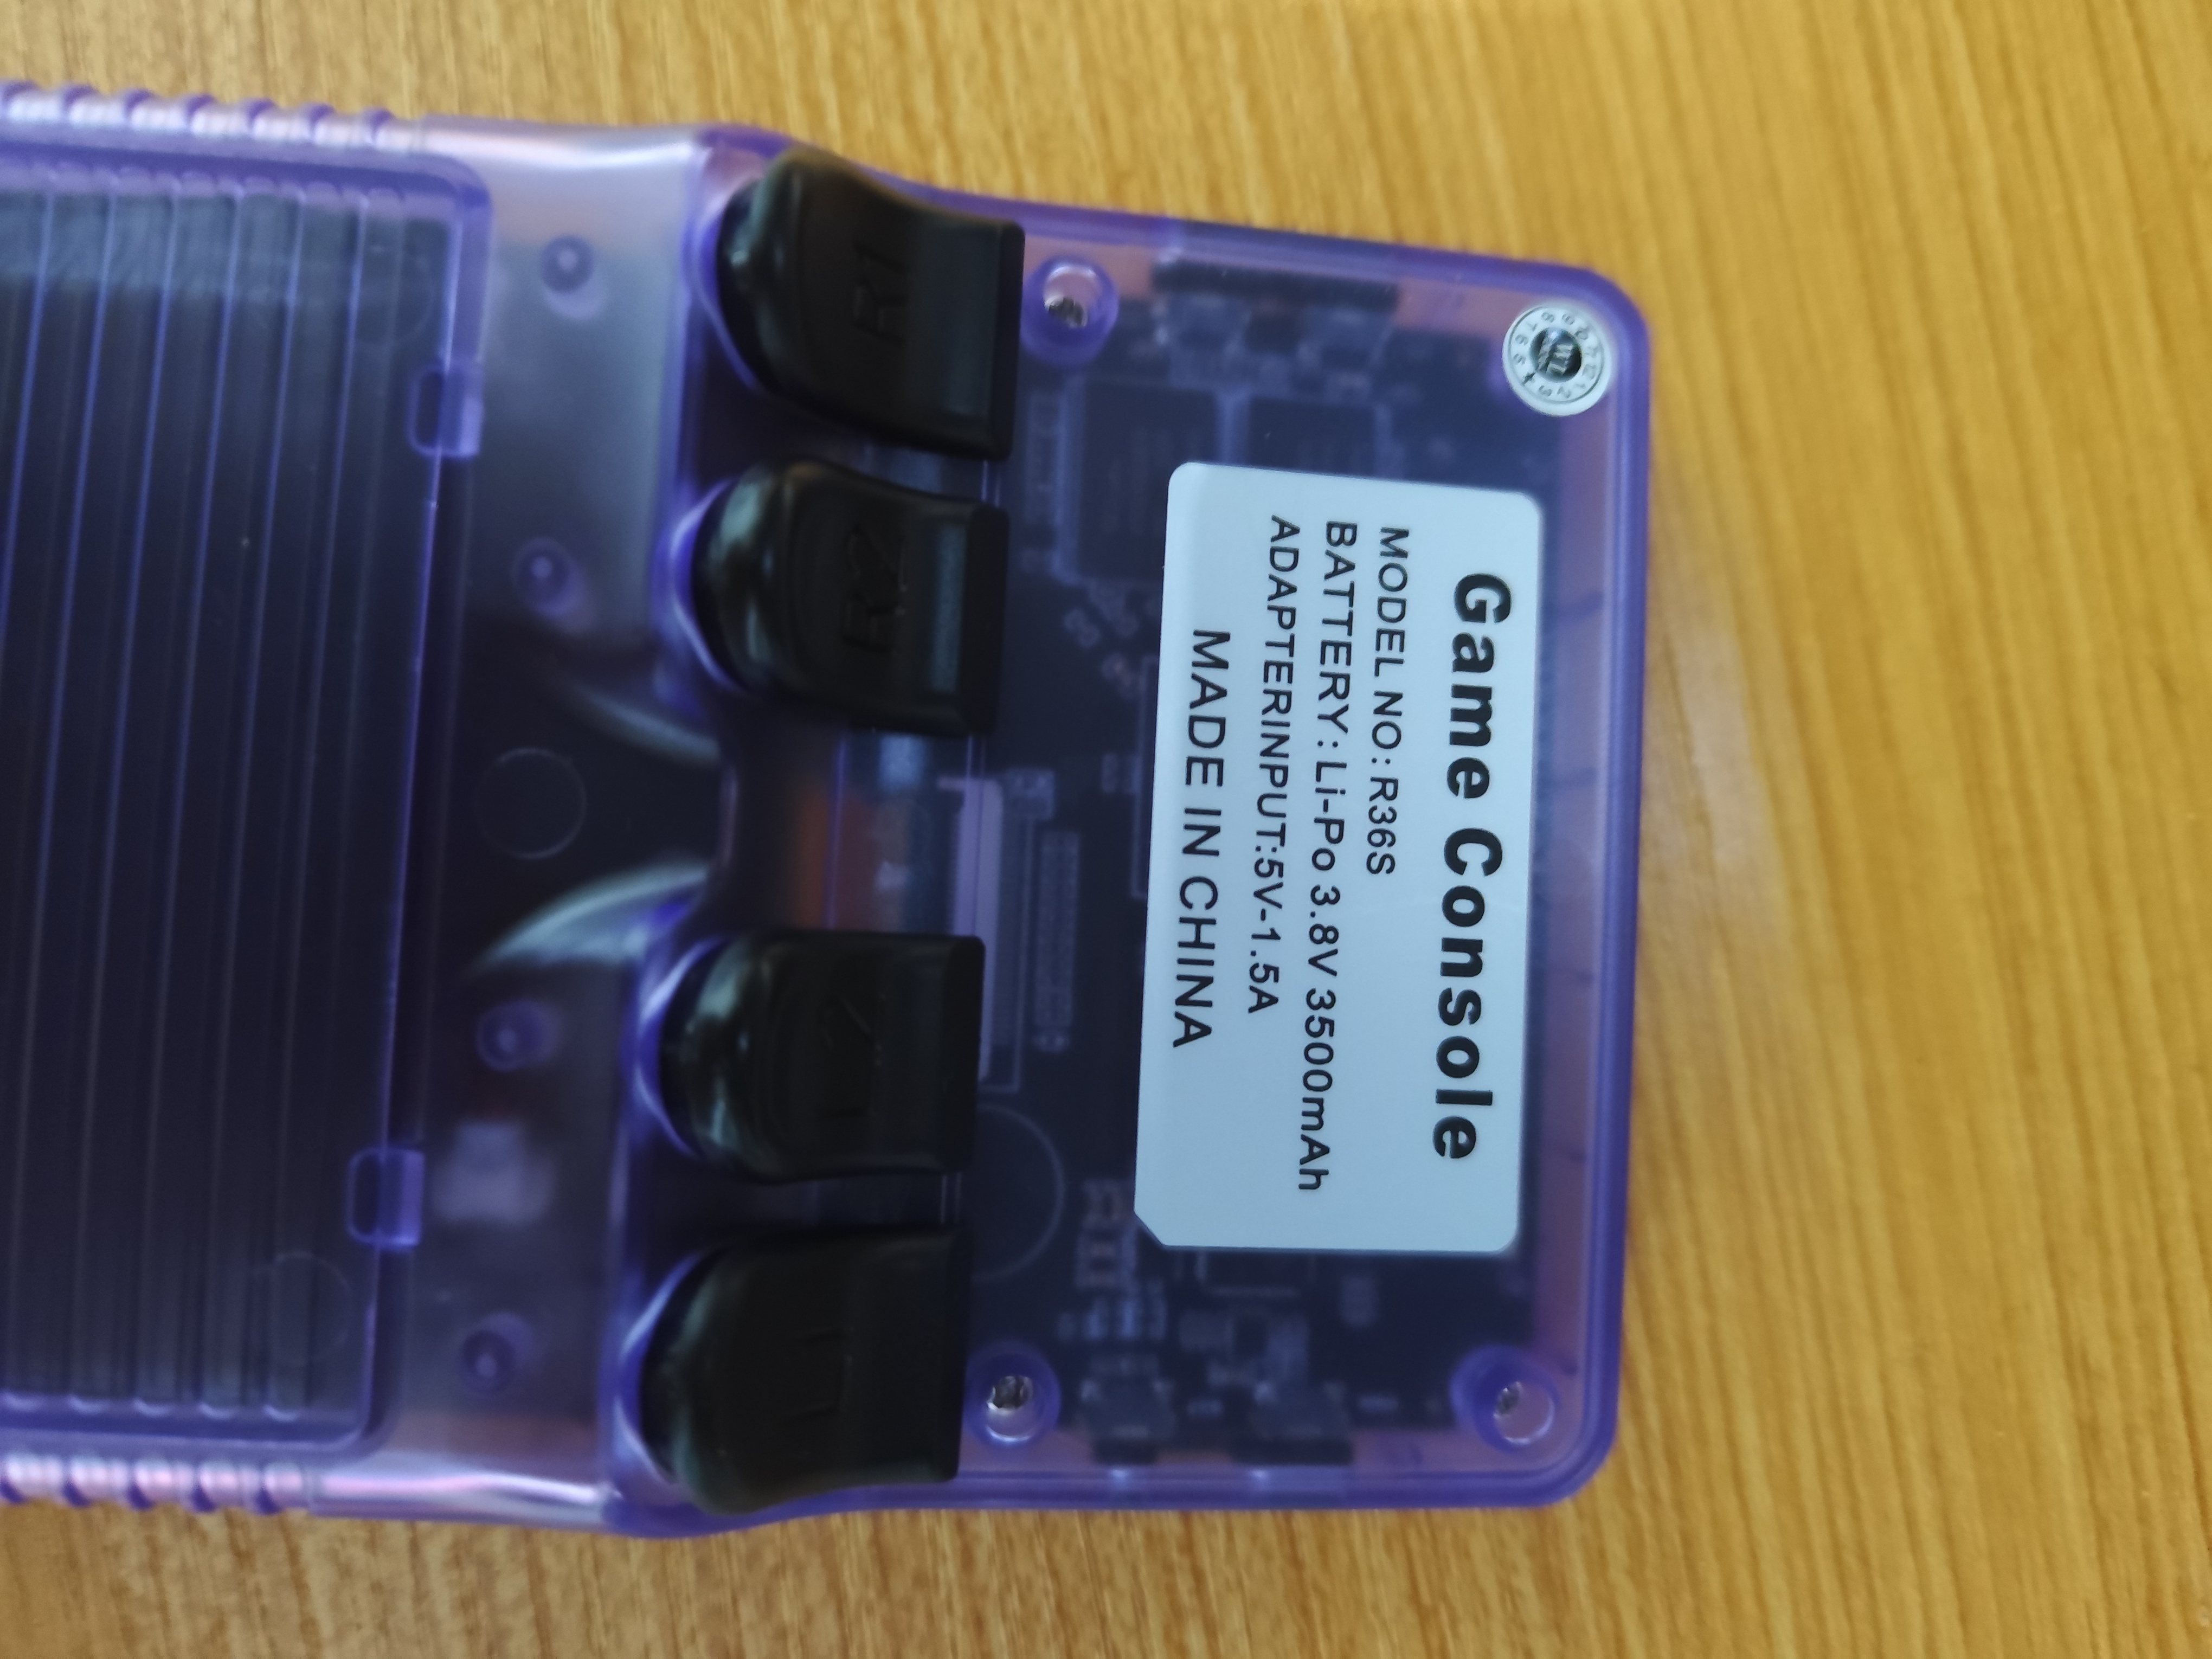 Game Console
MODEL NO:R36S
BATTERY:Li-Po 3.8V 3500mAh
ADAPTERINPUT:5V-1.5A
MADE IN CHINA
R1
R2
L2
L1